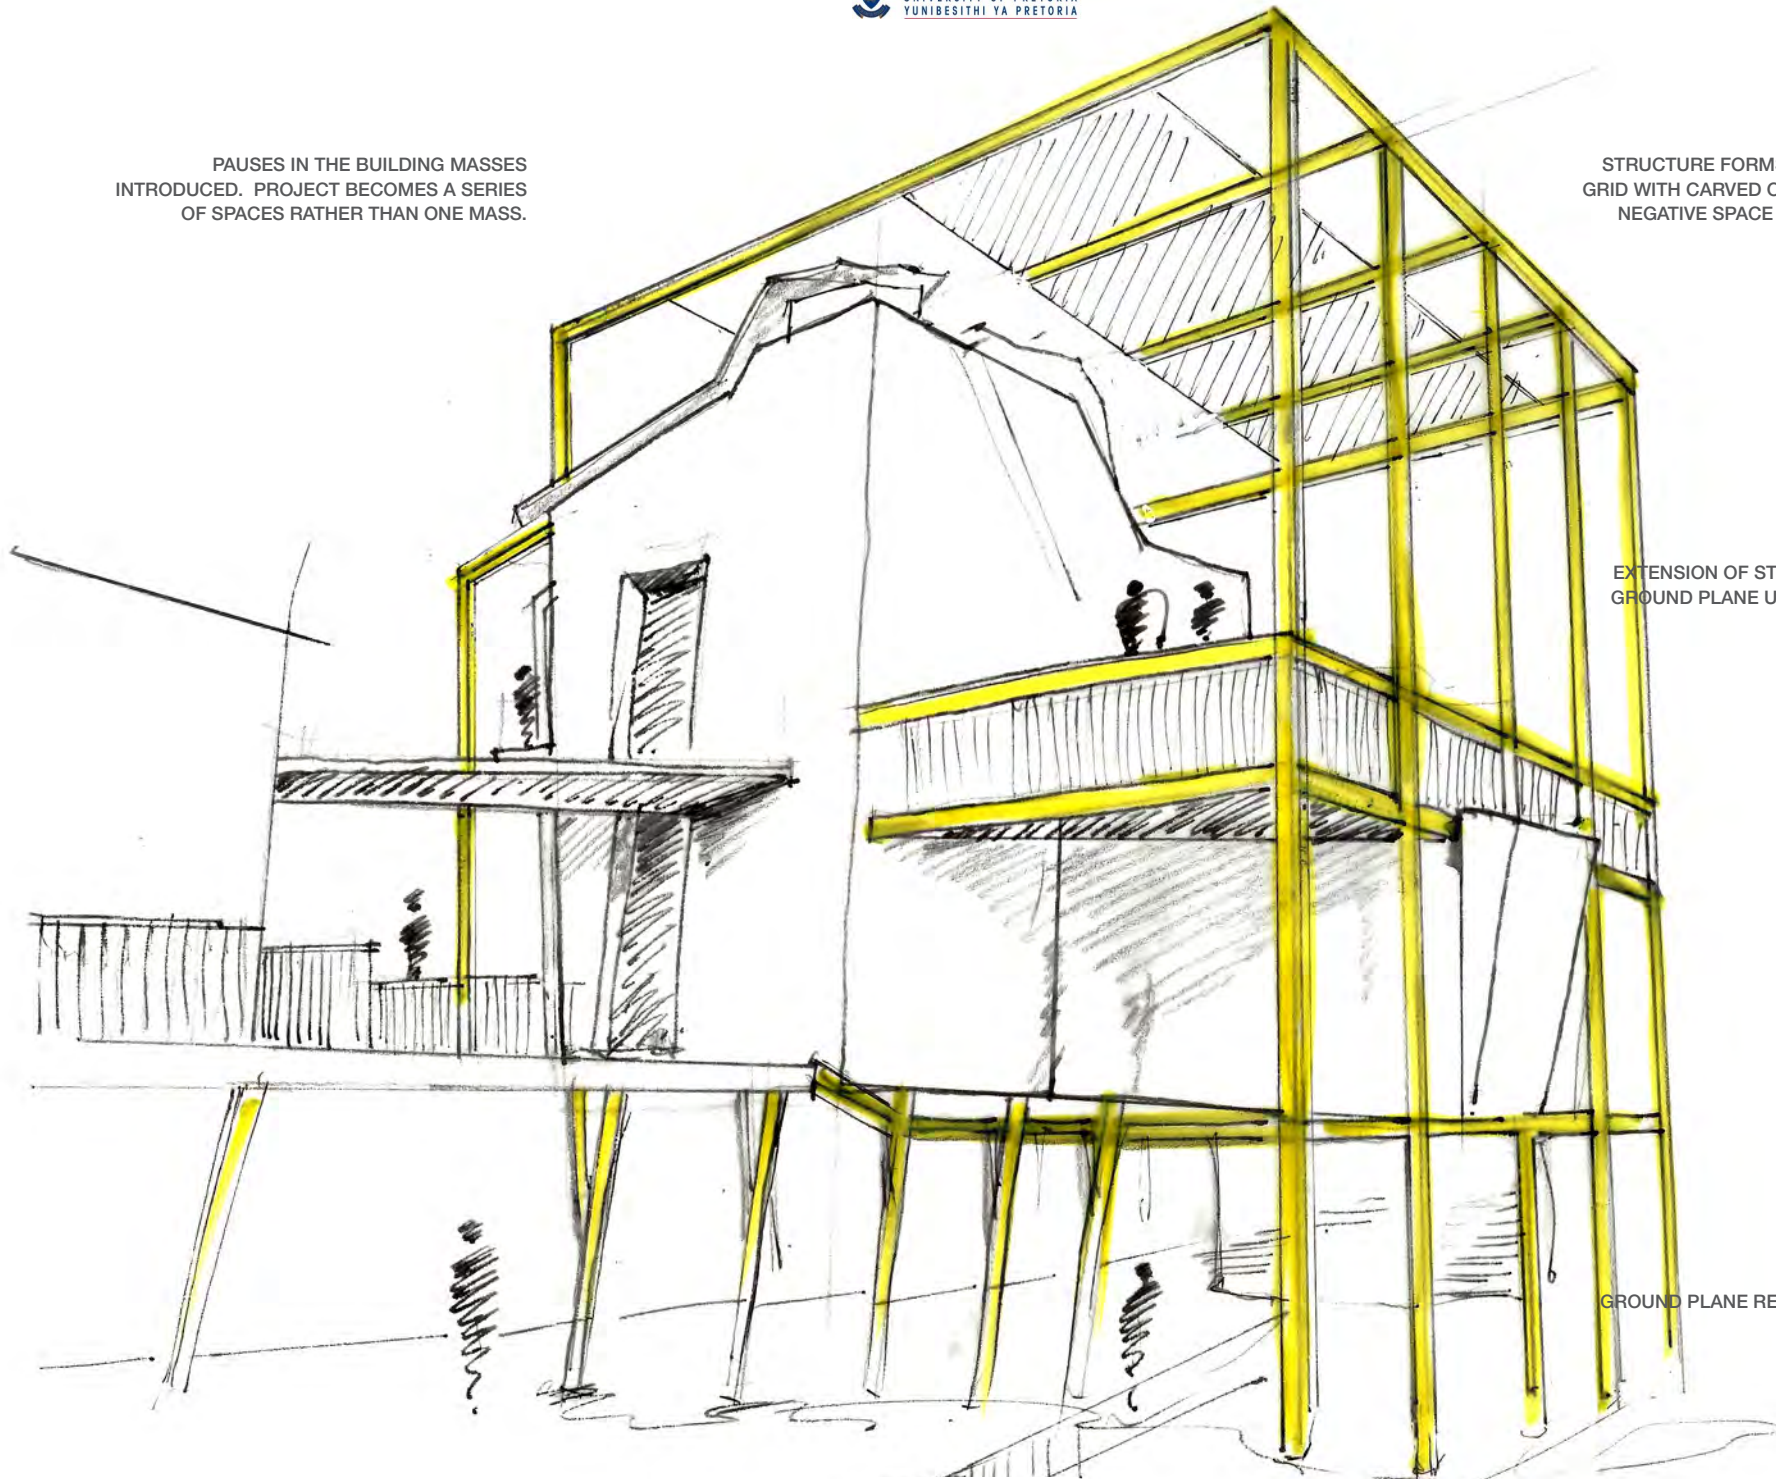 YUNIBESITHI YA PRETORIA
PAUSES IN THE BUILDING MASSES
INTRODUCED. PROJECT BECOMES A SERIES
OF SPACES RATHER THAN ONE MASS.
STRUCTURE FORM
GRID WITH CARVED
NEGATIVE SPACE
EXTENSION OF ST
GROUND PLANE U
GROUND PLANE RE